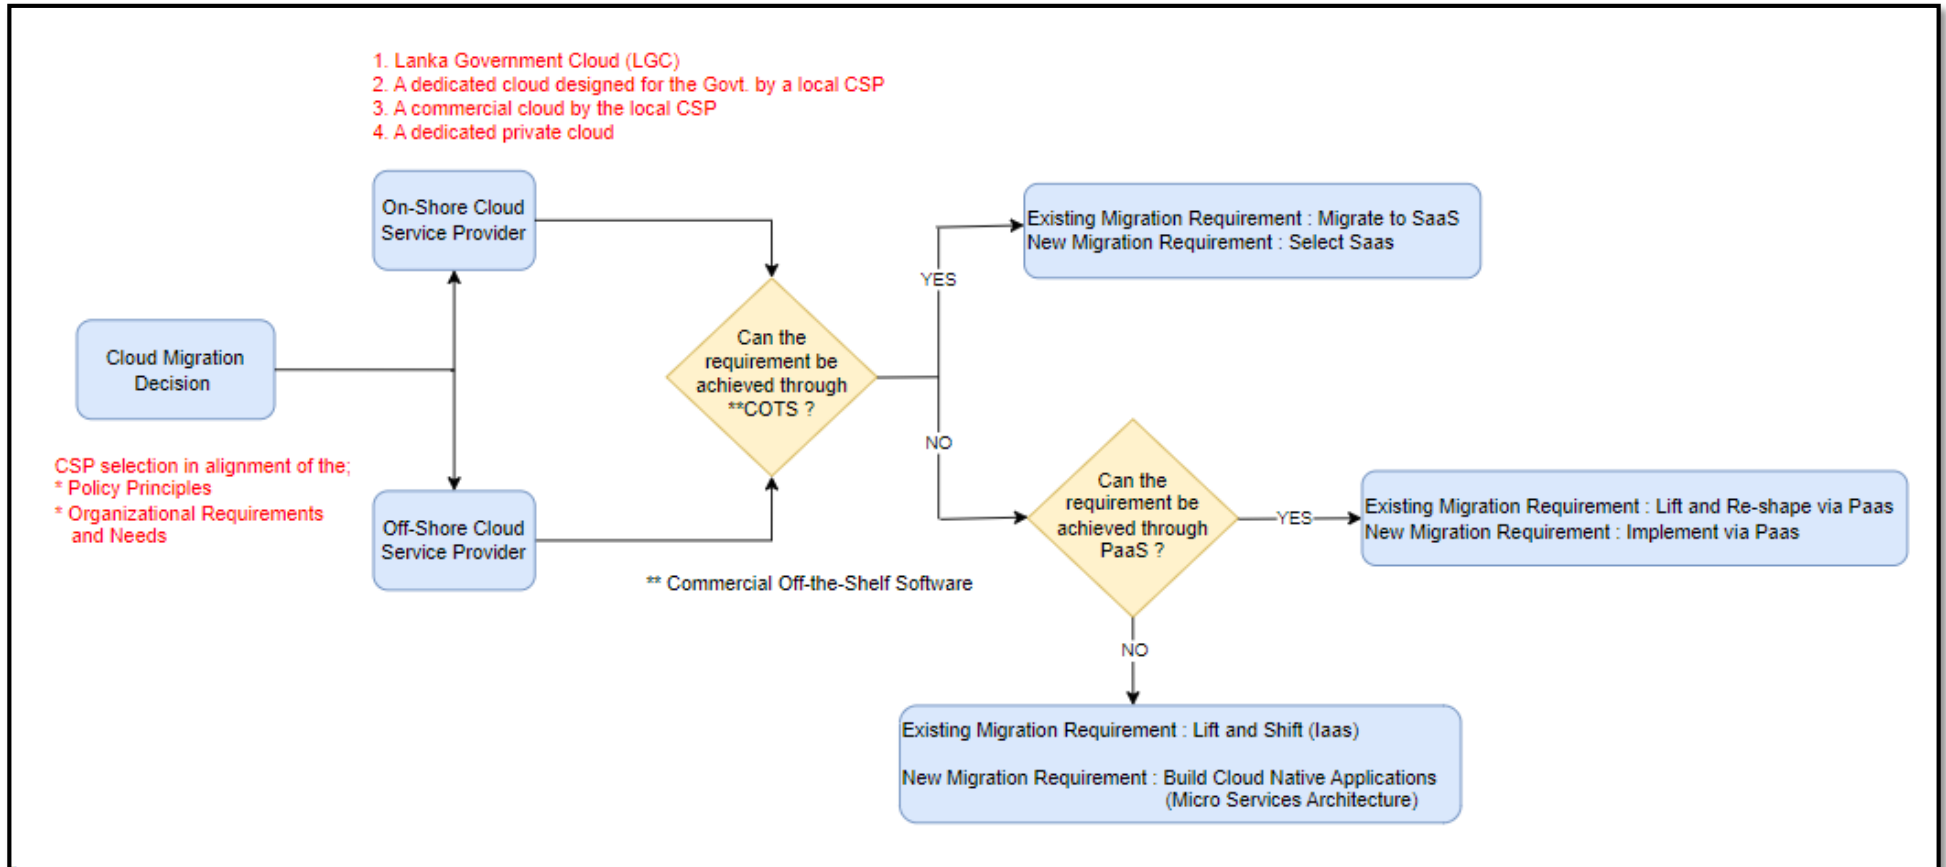 1. Lanka Government Cloud (LGC)
2. A dedicated cloud designed for the Govt. by a local CSP
3. A commercial cloud by the local CSP
4. A dedicated private cloud
On-Shore Cloud
Service Provider
Cloud Migration
Decision
CSP selection in alignment of the;
* Policy Principles
* Organizational Requirements
and Needs
Off-Shore Cloud
Service Provider
Can the
requirement be
achieved through
**COTS ?
** Commercial Off-the-Shelf Software
YES
Existing Migration Requirement : Migrate to SaaS
New Migration Requirement : Select Saas
NO
Can the
requirement be
achieved through
PaaS ?
YES
Existing Migration Requirement : Lift and Re-shape via Paas
New Migration Requirement : Implement via Paas
NO
Existing Migration Requirement : Lift and Shift (Iaas)
New Migration Requirement : Build Cloud Native Applications
(Micro Services Architecture)